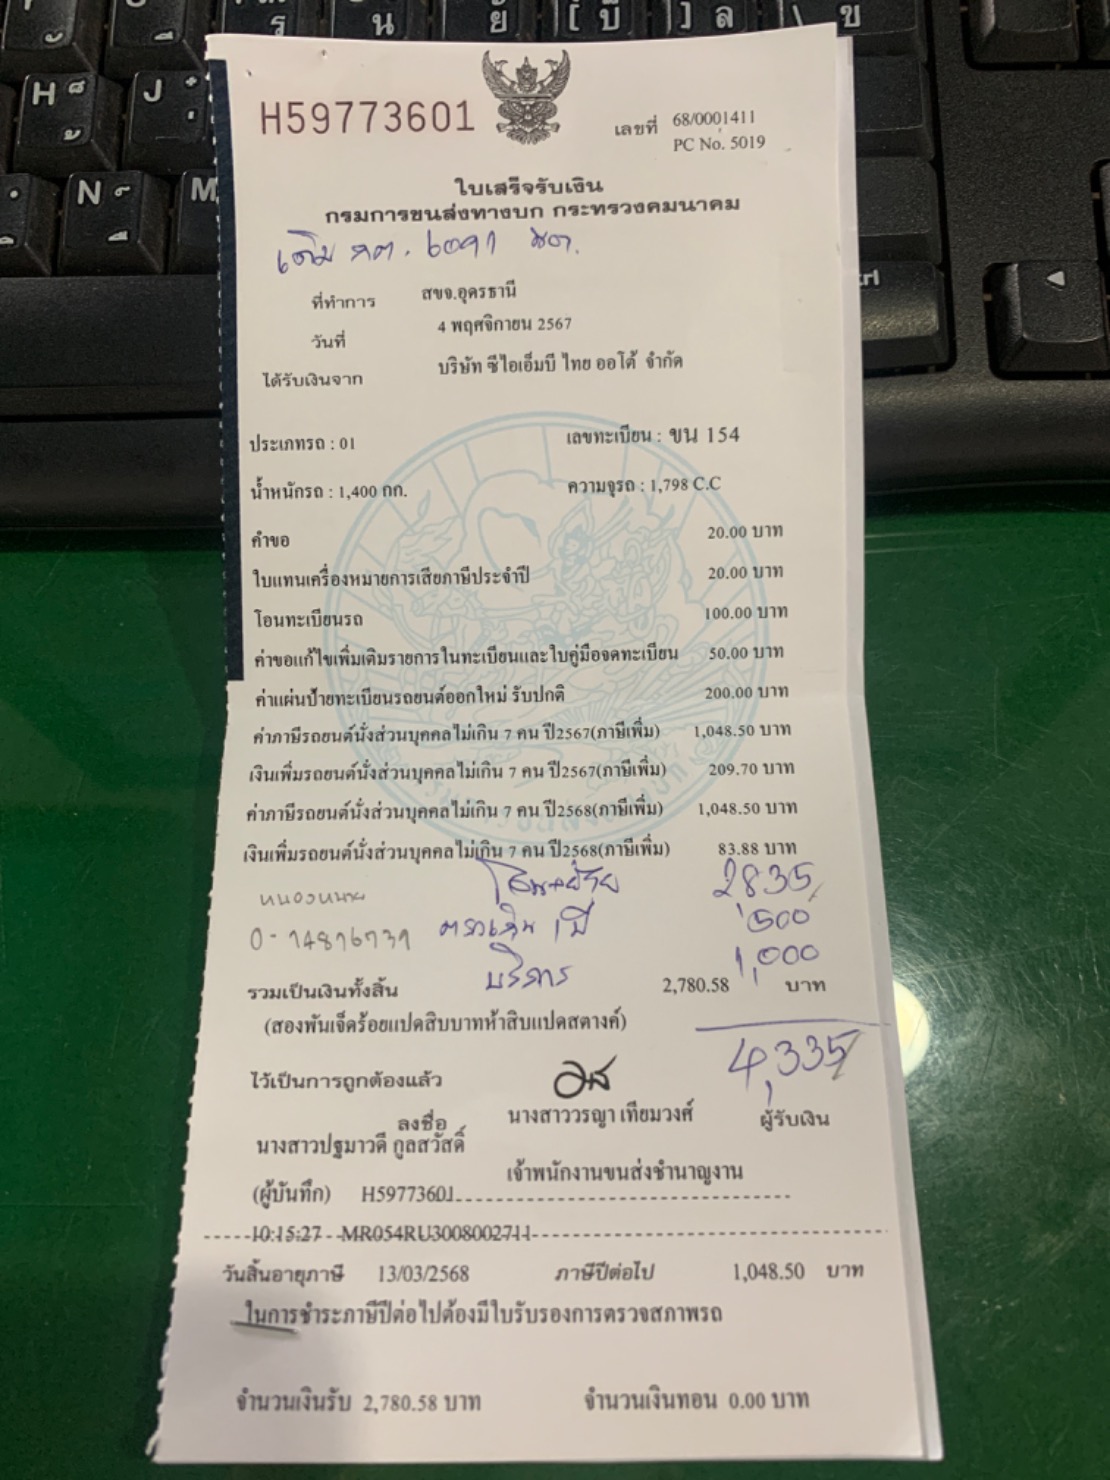 H59773601
เลขที่ 68/0001411
PC No. 5019
ใบเสร็จรับเงิน
กรมการขนส่งทางบก กระทรวงคมนาคม
เดิม
ที่ทำการ สขจ.อุดรธานี
วันที่ 4 พฤศจิกายน 2567
ได้รับเงินจาก บริษัท ซีไอเอ็มบี ไทย ออโต้ จำกัด
ประเภทรถ : 01 เลขทะเบียน : ขน 154
น้ำหนักรถ : 1,400 กก. ความจุรถ : 1,798 C.C
คำขอ 20.00 บาท
ใบแทนเครื่องหมายการเสียภาษีประจำปี 20.00 บาท
โอนทะเบียนรถ 100.00 บาท
ค่าขอแก้ไขเพิ่มเติมรายการในทะเบียนและใบคู่มือจดทะเบียน 50.00 บาท
ค่าแผ่นป้ายทะเบียนรถยนต์ออกใหม่ รับปกติ 200.00 บาท
ค่าภาษีรถยนต์นั่งส่วนบุคคลไม่เกิน 7 คน ปี2567(ภาษีเพิ่ม) 1,048.50 บาท
เงินเพิ่มรถยนต์นั่งส่วนบุคคลไม่เกิน 7 คน ปี2567(ภาษีเพิ่ม) 209.70 บาท
ค่าภาษีรถยนต์นั่งส่วนบุคคลไม่เกิน 7 คน ปี2568(ภาษีเพิ่ม) 1,048.50 บาท
เงินเพิ่มรถยนต์นั่งส่วนบุคคลไม่เกิน 7 คน ปี2568(ภาษีเพิ่ม) 83.88 บาท
2,835
500
บริการ 1,000
รวมเป็นเงินทั้งสิ้น 2,780.58 บาท
(สองพันเจ็ดร้อยแปดสิบบาทห้าสิบแปดสตางค์)
4,335
ไว้เป็นการถูกต้องแล้ว
ลงชื่อ นางสาววรญา เทียมวงศ์ ผู้รับเงิน
นางสาวปฐมาวดี กูลสวัสดิ์
เจ้าพนักงานขนส่งชำนาญงาน
(ผู้บันทึก) H59773601
10:15:27 MR054RU3008002711
วันสิ้นอายุภาษี 13/03/2568 ภาษีปีต่อไป 1,048.50 บาท
ในการชำระภาษีปีต่อไปต้องมีใบรับรองการตรวจสภาพรถ
จำนวนเงินรับ 2,780.58 บาท จำนวนเงินทอน 0.00 บาท